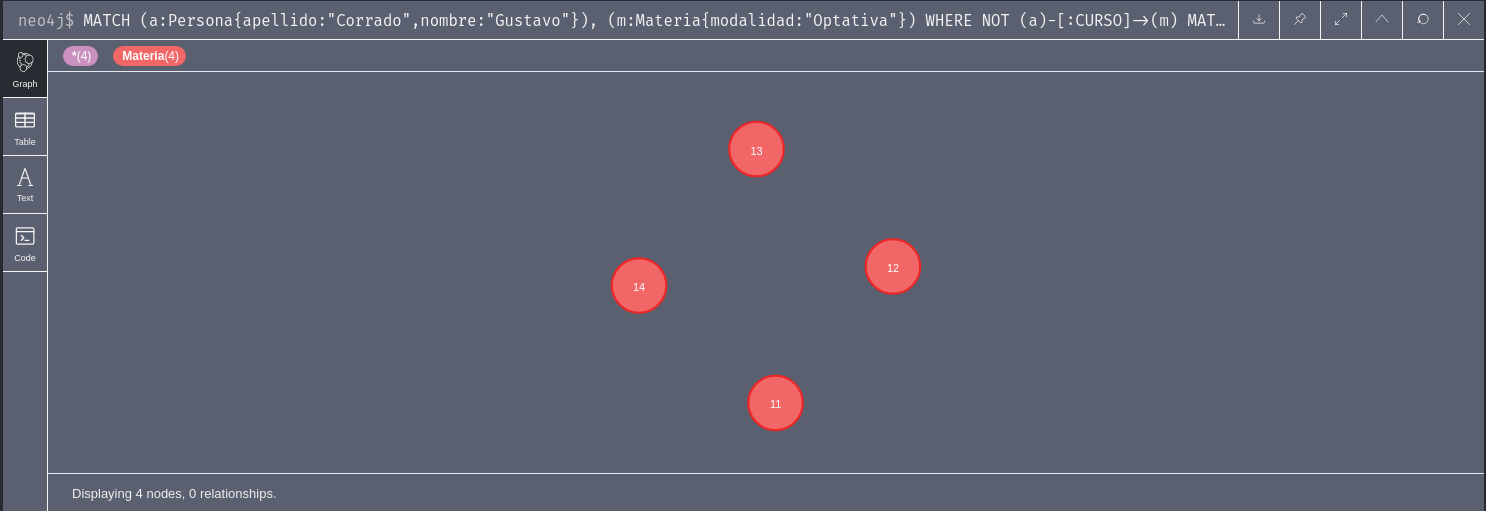 neo4j$ MATCH (a:Persona{apellido:"Corrado",nombre:"Gustavo"}), (m:Materia{modalidad:"Optativa"}) WHERE NOT (a)-[:CURSO]->(m) MAT…
*(4) Materia(4)
Graph
Table
Text
Code
13
12
14
11
Displaying 4 nodes, 0 relationships.